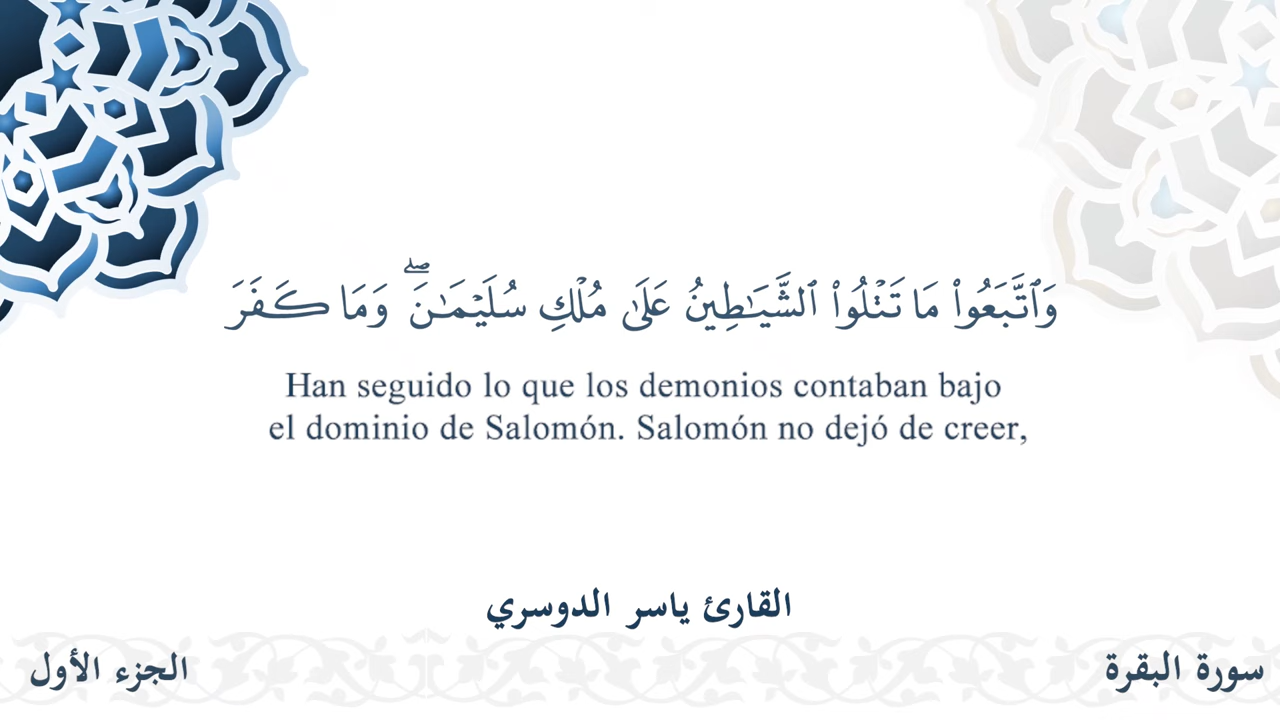 وَٱتَّبَعُوا۟ مَا تَتْلُوا۟ ٱلشَّيَـٰطِينُ عَلَىٰ مُلْكِ سُلَيْمَـٰنَ ۖ وَمَا كَفَرَ
Han seguido lo que los demonios contaban bajo
el dominio de Salomón. Salomón no dejó de creer,
القارئ ياسر الدوسري
سورة البقرة
الجزء الأول